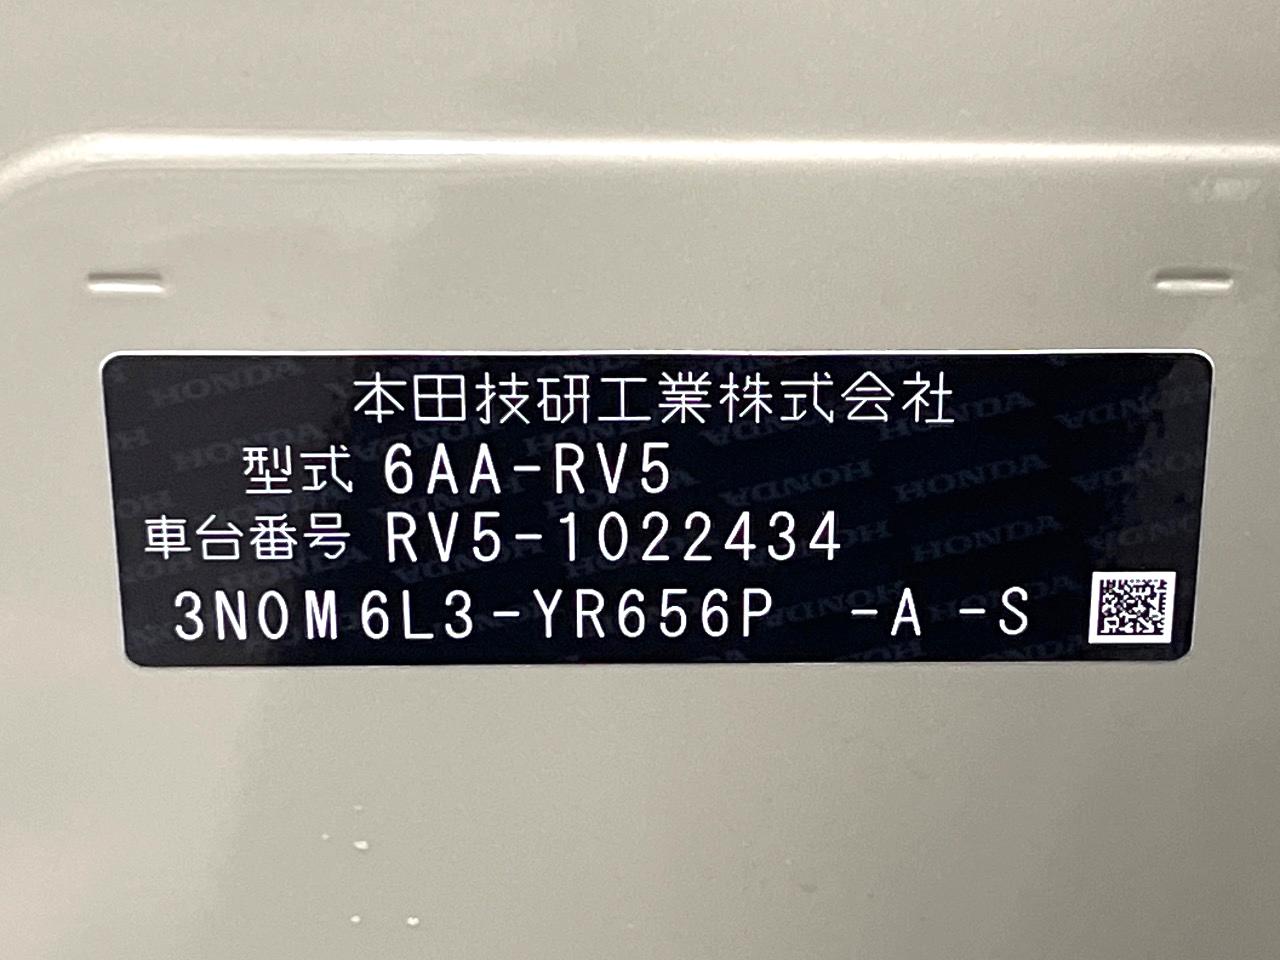 本田技研工業株式会社
型式 6AA-RV5
車台番号 RV5-1022434
3N0M6L3-YR656P -A -S